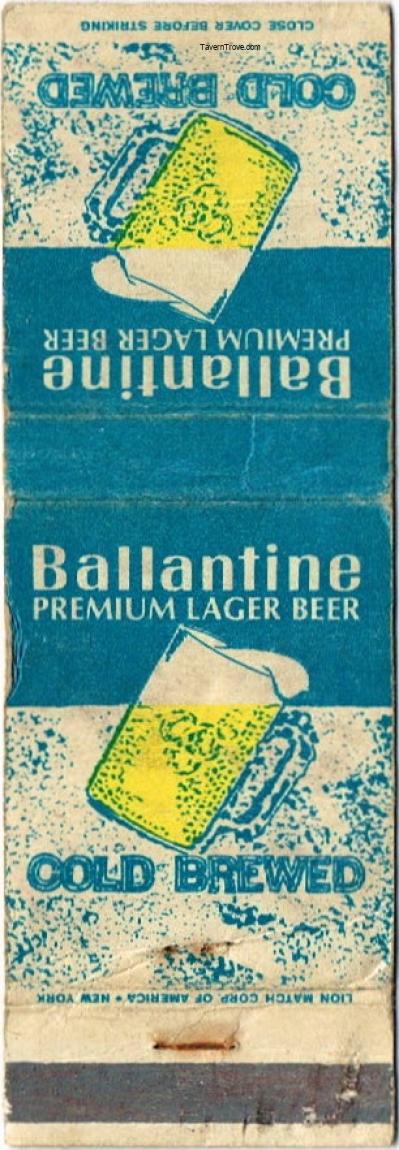 CLOSE COVER BEFORE STRIKING
TavernTrove.com
COLD BREWED
PREMIUM LAGER BEER
Ballantine
Ballantine
PREMIUM LAGER BEER
COLD BREWED
LION MATCH CORP. OF AMERICA • NEW YORK